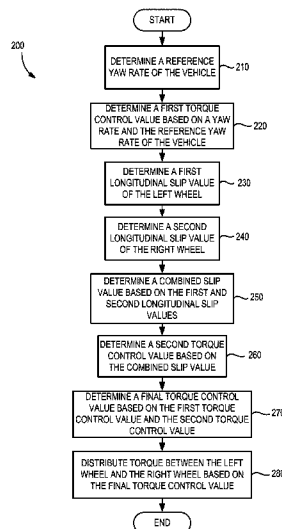 START
200
DETERMINE A REFERENCE
YAW RATE OF THE VEHICLE
210
DETERMINE A FIRST TORQUE
CONTROL VALUE BASED ON A YAW
RATE AND THE REFERENCE YAW
RATE OF THE VEHICLE
220
DETERMINE A FIRST
LONGITUDINAL SLIP VALUE
OF THE LEFT WHEEL
230
DETERMINE A SECOND
LONGITUDINAL SLIP VALUE
OF THE RIGHT WHEEL
240
DETERMINE A COMBINED SLIP
VALUE BASED ON THE FIRST AND
SECOND LONGITUDINAL SLIP
VALUES
250
DETERMINE A SECOND TORQUE
CONTROL VALUE BASED ON
THE COMBINED SLIP VALUE
260
DETERMINE A FINAL TORQUE CONTROL
VALUE BASED ON THE FIRST TORQUE
CONTROL VALUE AND THE SECOND TORQUE
CONTROL VALUE
270
DISTRIBUTE TORQUE BETWEEN THE LEFT
WHEEL AND THE RIGHT WHEEL BASED ON
THE FINAL TORQUE CONTROL VALUE
280
END